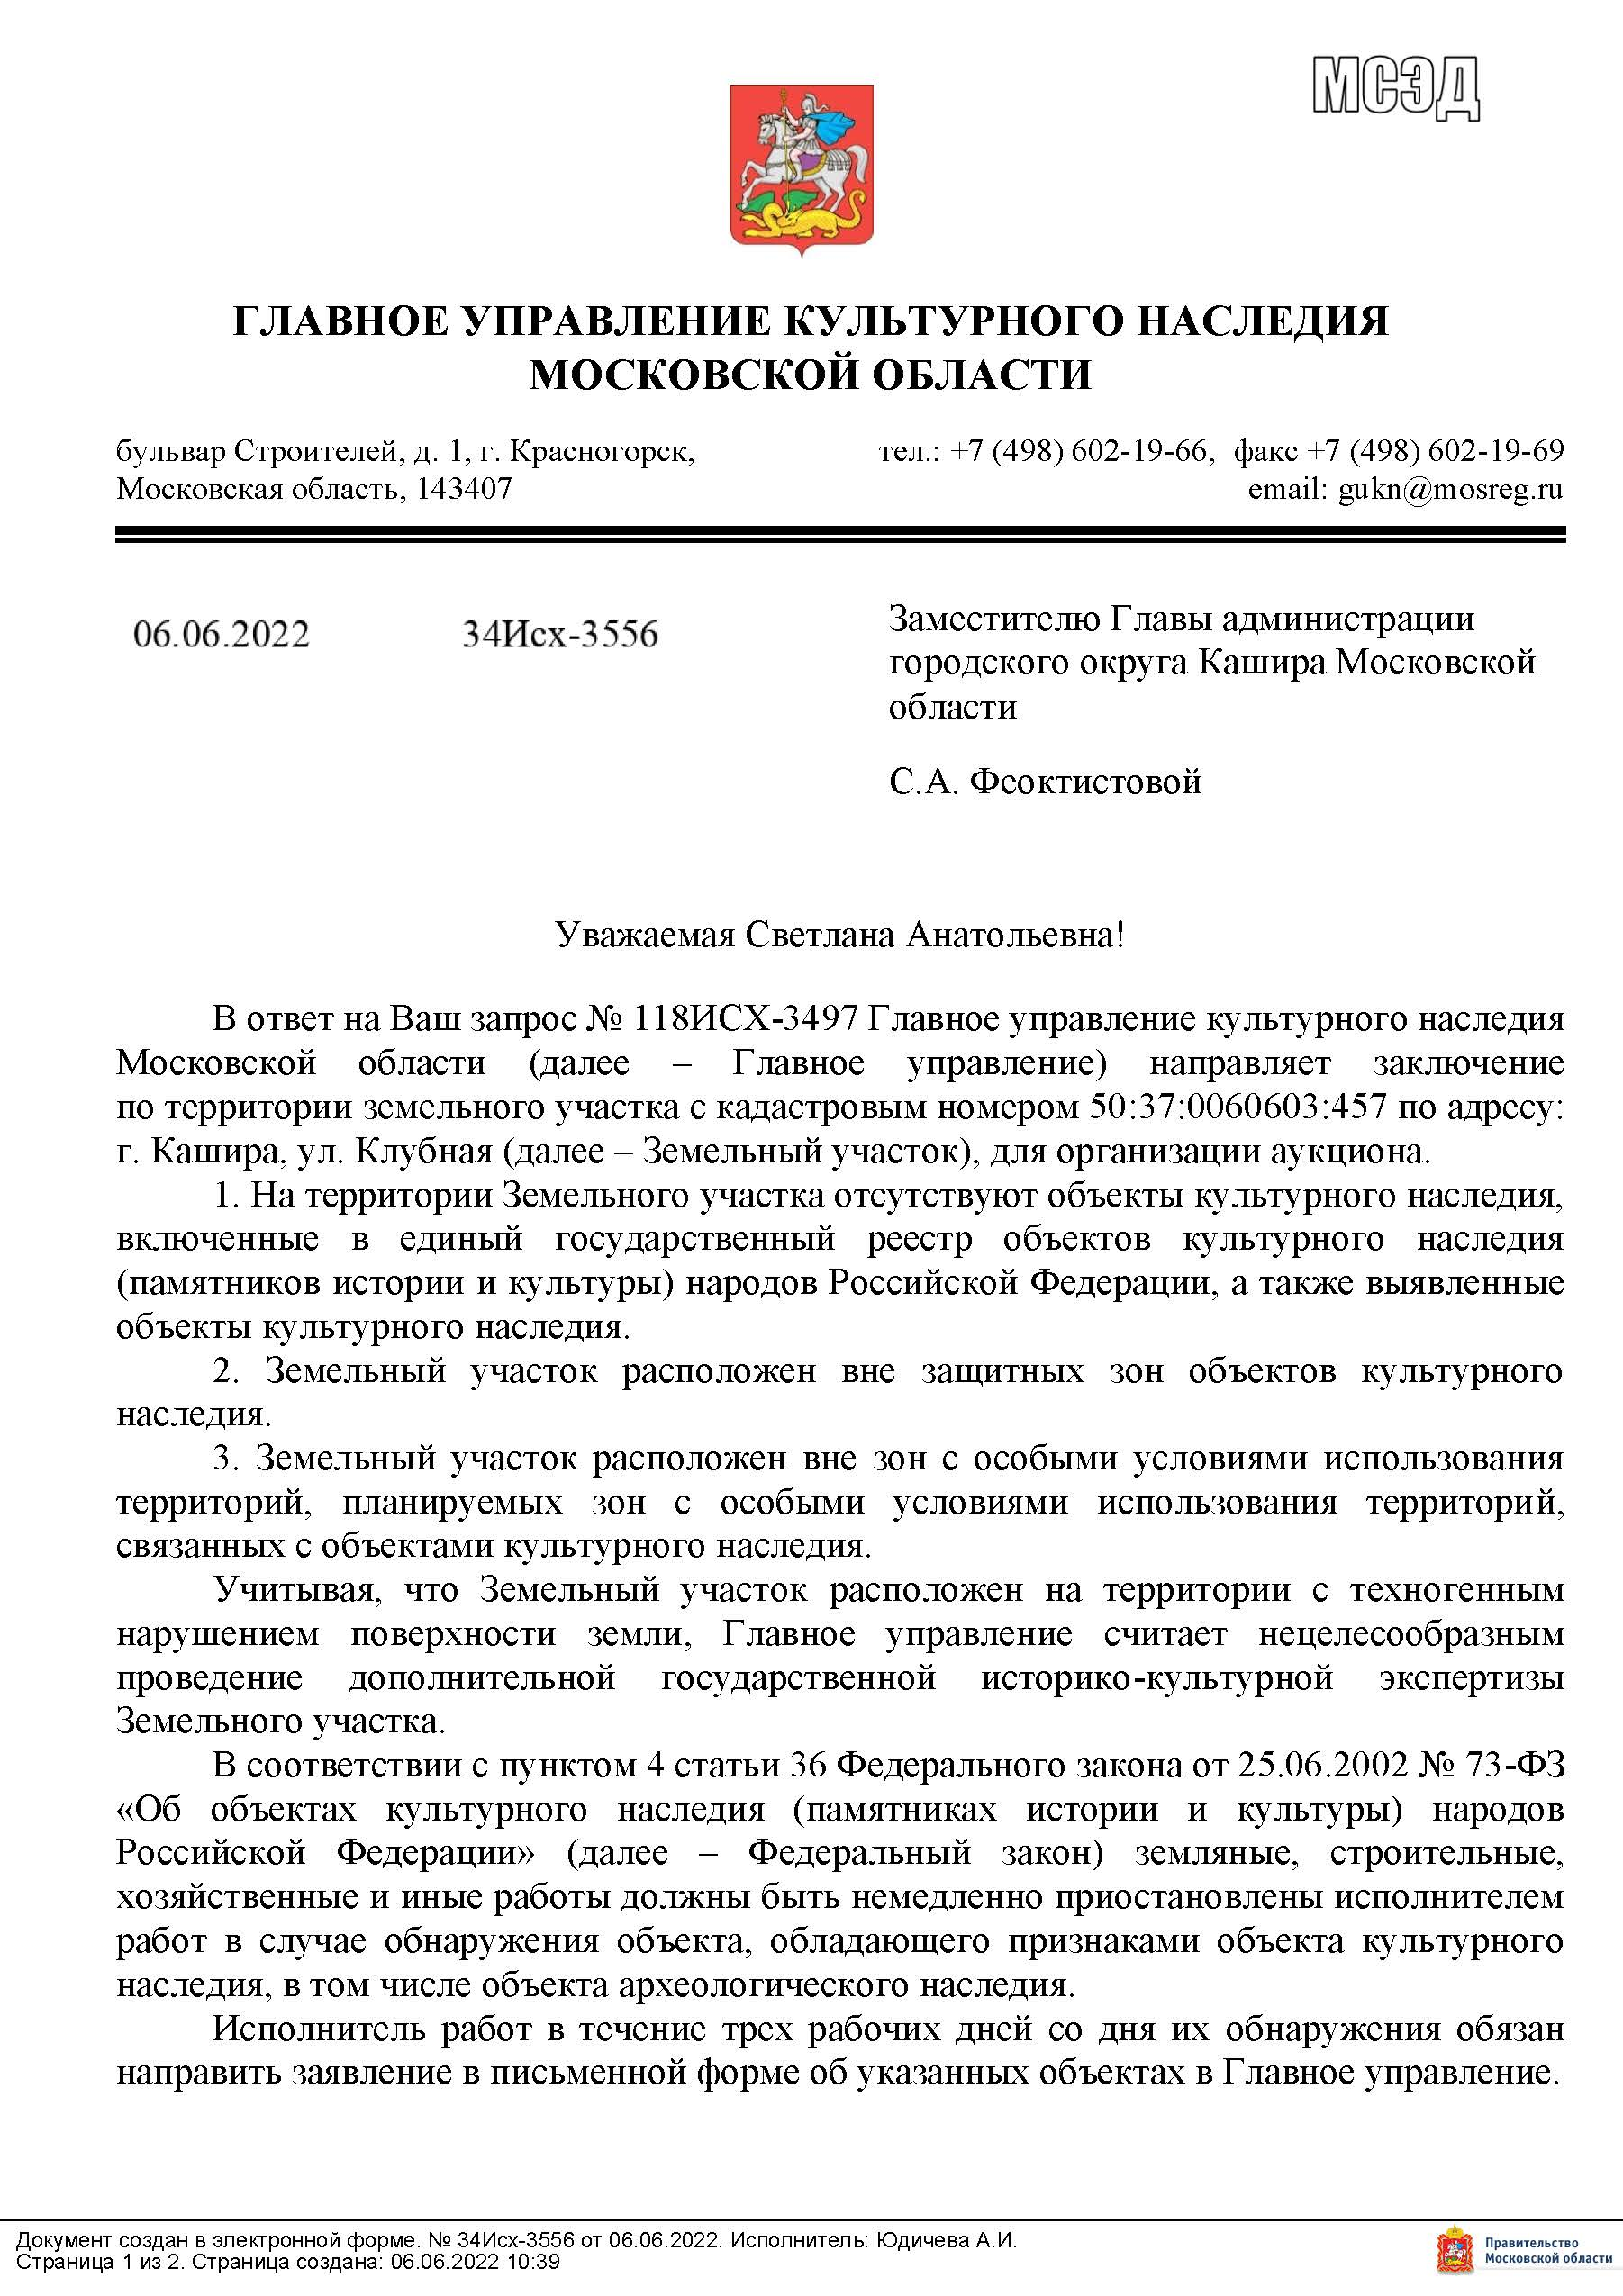 МСЭД
ГЛАВНОЕ УПРАВЛЕНИЕ КУЛЬТУРНОГО НАСЛЕДИЯ
МОСКОВСКОЙ ОБЛАСТИ
бульвар Строителей, д. 1, г. Красногорск,
Московская область, 143407
тел.: +7 (498) 602-19-66, факс +7 (498) 602-19-69
email: gukn@mosreg.ru
06.06.2022 34Исх-3556
Заместителю Главы администрации
городского округа Кашира Московской
области
С.А. Феоктистовой
Уважаемая Светлана Анатольевна!
В ответ на Ваш запрос № 118ИСХ-3497 Главное управление культурного наследия
Московской области (далее – Главное управление) направляет заключение
по территории земельного участка с кадастровым номером 50:37:0060603:457 по адресу:
г. Кашира, ул. Клубная (далее – Земельный участок), для организации аукциона.
1. На территории Земельного участка отсутствуют объекты культурного наследия,
включенные в единый государственный реестр объектов культурного наследия
(памятников истории и культуры) народов Российской Федерации, а также выявленные
объекты культурного наследия.
2. Земельный участок расположен вне защитных зон объектов культурного
наследия.
3. Земельный участок расположен вне зон с особыми условиями использования
территорий, планируемых зон с особыми условиями использования территорий,
связанных с объектами культурного наследия.
Учитывая, что Земельный участок расположен на территории с техногенным
нарушением поверхности земли, Главное управление считает нецелесообразным
проведение дополнительной государственной историко-культурной экспертизы
Земельного участка.
В соответствии с пунктом 4 статьи 36 Федерального закона от 25.06.2002 № 73-ФЗ
«Об объектах культурного наследия (памятниках истории и культуры) народов
Российской Федерации» (далее – Федеральный закон) земляные, строительные,
хозяйственные и иные работы должны быть немедленно приостановлены исполнителем
работ в случае обнаружения объекта, обладающего признаками объекта культурного
наследия, в том числе объекта археологического наследия.
Исполнитель работ в течение трех рабочих дней со дня их обнаружения обязан
направить заявление в письменной форме об указанных объектах в Главное управление.
Документ создан в электронной форме. № 34Исх-3556 от 06.06.2022. Исполнитель: Юдичева А.И.
Страница 1 из 2. Страница создана: 06.06.2022 10:39
Правительство
Московской области